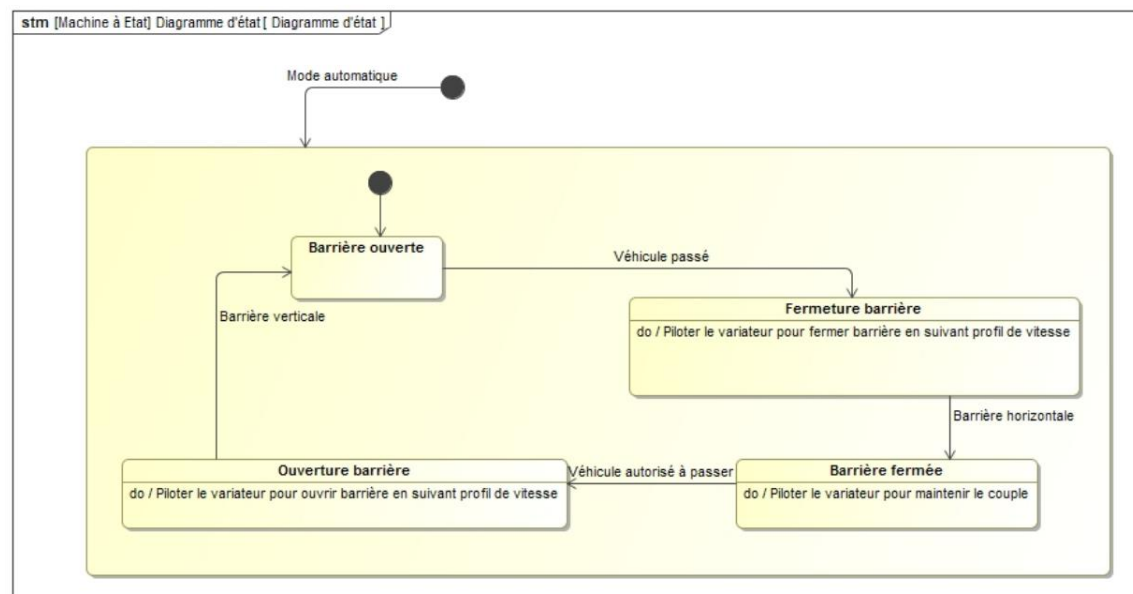 stm [Machine à Etat] Diagramme d'état [ Diagramme d'état ]
Mode automatique
Barrière ouverte
Véhicule passé
Fermeture barrière
do / Piloter le variateur pour fermer barrière en suivant profil de vitesse
Barrière verticale
Barrière horizontale
Ouverture barrière
do / Piloter le variateur pour ouvrir barrière en suivant profil de vitesse
Véhicule autorisé à passer
Barrière fermée
do / Piloter le variateur pour maintenir le couple